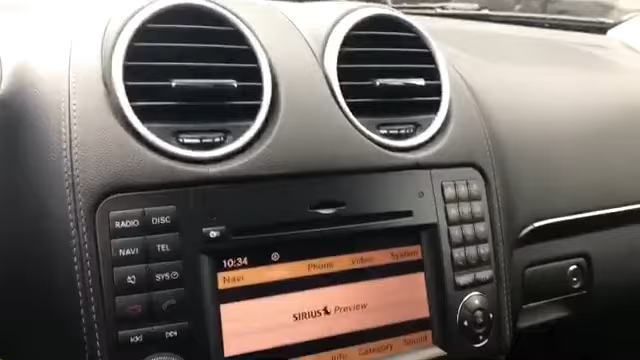 RADIO DISC
NAVI TEL
SYS
10:34
Navi Phone Video System
SIRIUS Preview
Info Category Sound